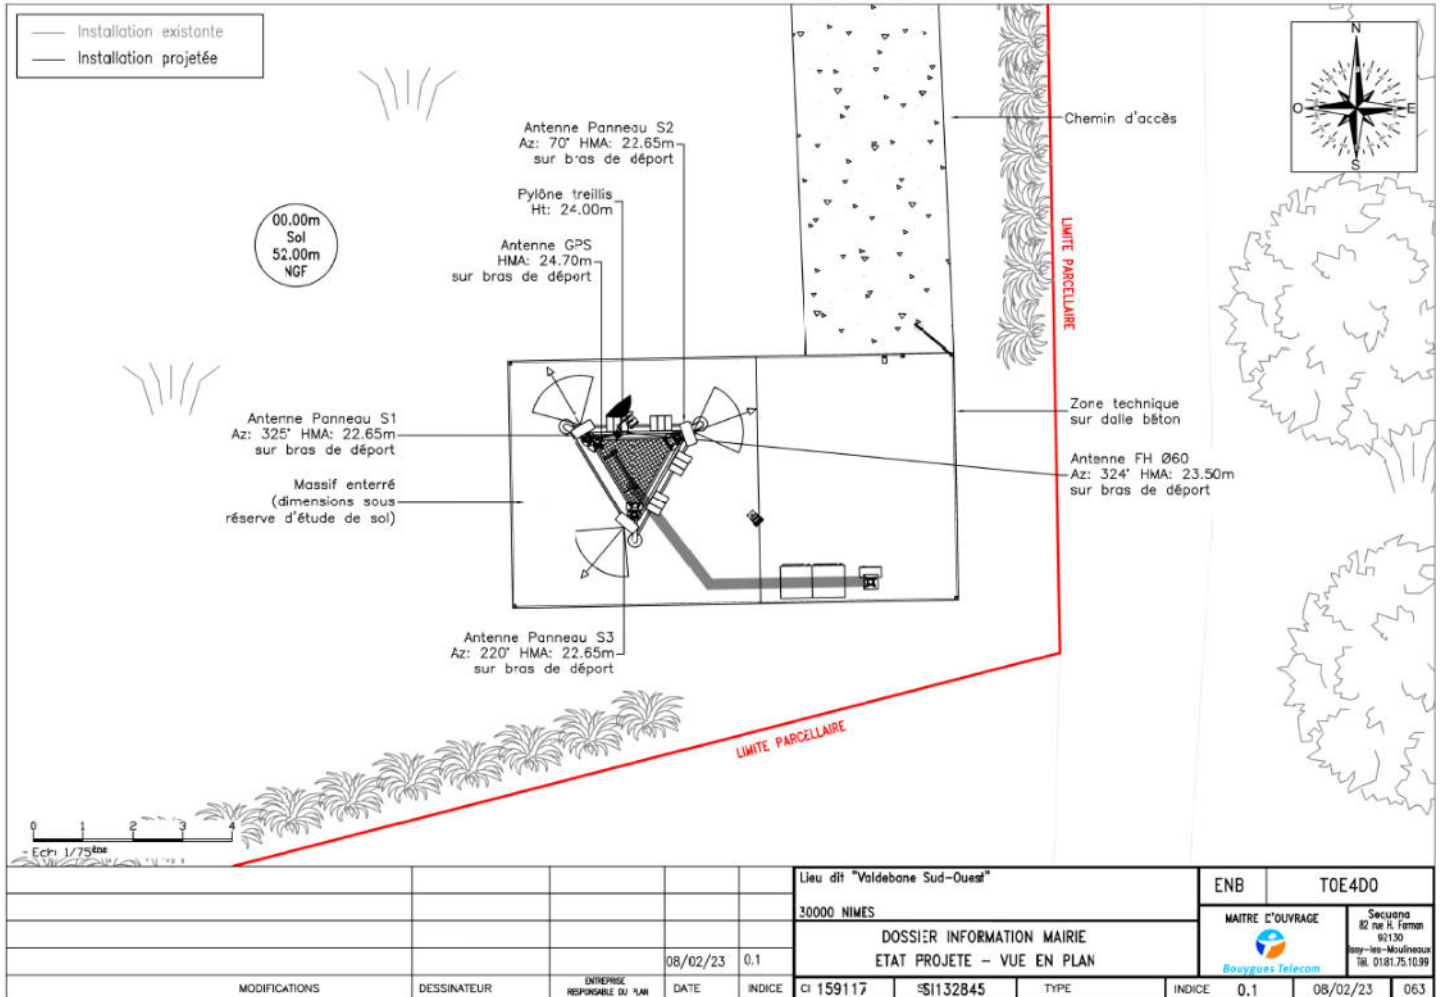 Installation existante
Installation projetée
N
O
E
S
Antenne Panneau S2
Az: 70° HMA: 22.65m
sur bras de déport
Chemin d'accès
Pylône treillis
Ht: 24.00m
00.00m
Sol
52.00m
NGF
Antenne GPS
HMA: 24.70m
sur bras de déport
LIMITE PARCELLAIRE
Zone technique
sur dalle béton
Antenne Panneau S1
Az: 325° HMA: 22.65m
sur bras de déport
Antenne FH Ø60
Az: 324° HMA: 23.50m
sur bras de déport
Massif enterré
(dimensions sous
réserve d'étude de sol)
Antenne Panneau S3
Az: 220° HMA: 22.65m
sur bras de déport
LIMITE PARCELLAIRE
0 1 2 3 4
Ech: 1/75ème
Lieu dit "Valdebane Sud-Ouest"
30000 NIMES
ENB T0E4D0
DOSSIER INFORMATION MAIRIE
ETAT PROJETE - VUE EN PLAN
MAITRE D'OUVRAGE
Bouygues Telecom
Secuana
82 rue H. Farman
92130
Issy-les-Moulineaux
Tél. 01.81.75.10.99
08/02/23 0.1
MODIFICATIONS DESSINATEUR ENTREPRISE RESPONSABLE DU PLAN DATE INDICE
CI 159117 SSI132845 TYPE INDICE 0.1 08/02/23 063